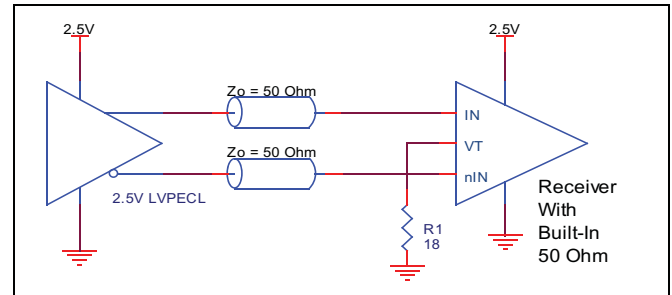 2.5V
2.5V
Zo = 50 Ohm
IN
VT
Zo = 50 Ohm
nIN
2.5V LVPECL
R1
18
Receiver
With
Built-In
50 Ohm